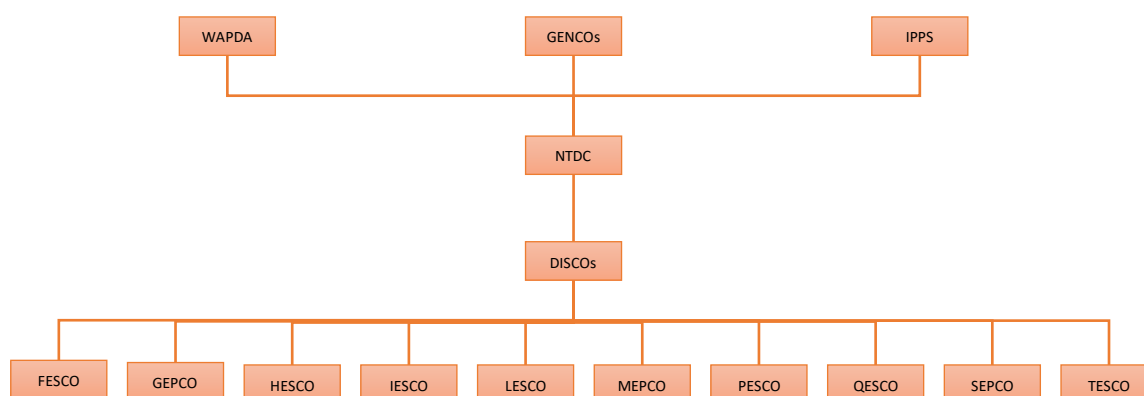 WAPDA
GENCOs
IPPS
NTDC
DISCOs
FESCO
GEPCO
HESCO
IESCO
LESCO
MEPCO
PESCO
QESCO
SEPCO
TESCO